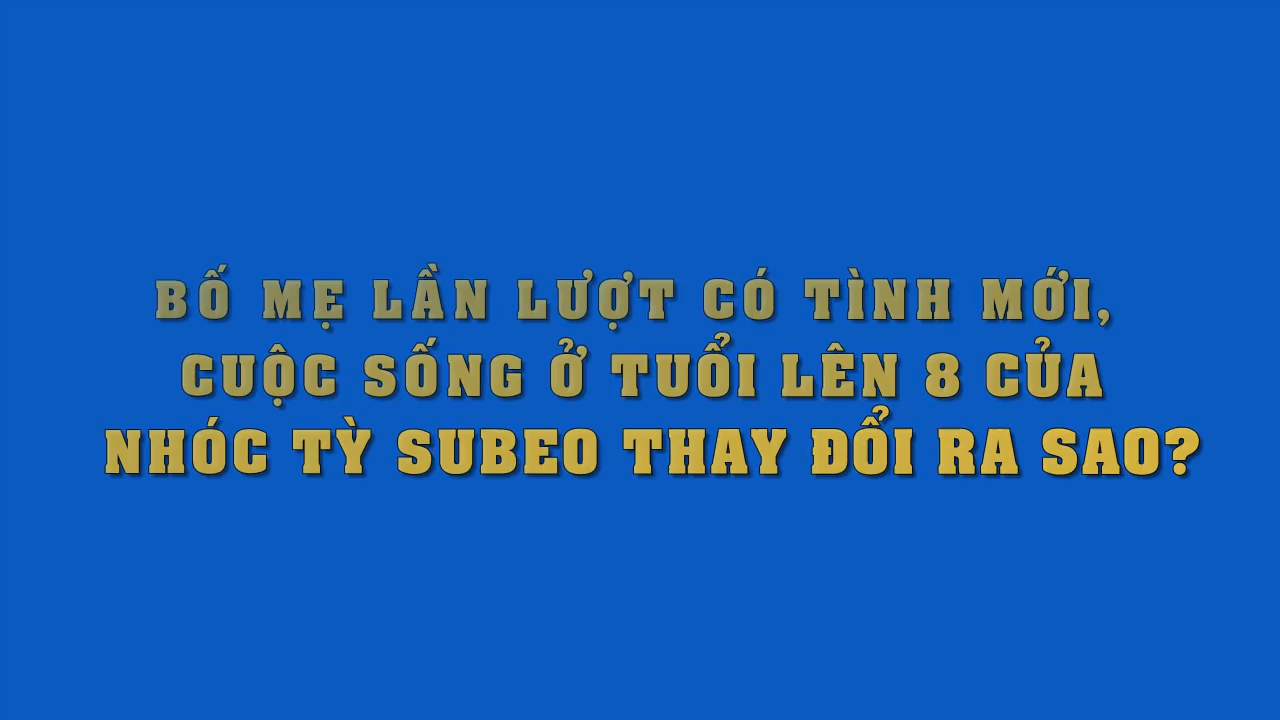 BỐ MẸ LẦN LƯỢT CÓ TÌNH MỚI,
CUỘC SỐNG Ở TUỔI LÊN 8 CỦA
NHÓC TỲ SUBEO THAY ĐỔI RA SAO?